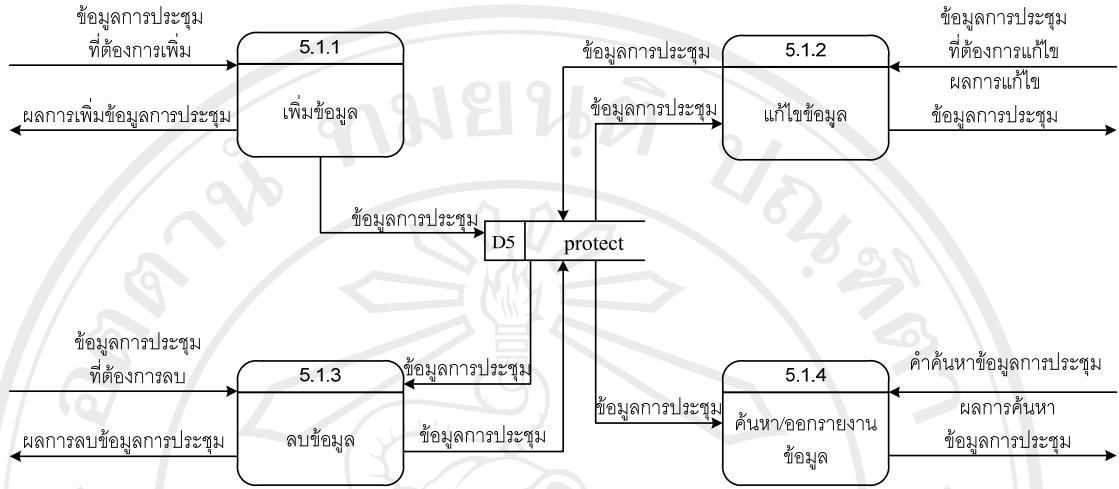 ข้อมูลการประชุม
ที่ต้องการเพิ่ม
5.1.1
เพิ่มข้อมูล
ผลการเพิ่มข้อมูลการประชุม
ข้อมูลการประชุม
5.1.2
แก้ไขข้อมูล
ข้อมูลการประชุม
ข้อมูลการประชุม
ที่ต้องการแก้ไข
ผลการแก้ไข
ข้อมูลการประชุม
ข้อมูลการประชุม
D5
protect
ข้อมูลการประชุม
ที่ต้องการลบ
5.1.3
ลบข้อมูล
ผลการลบข้อมูลการประชุม
ข้อมูลการประชุม
ข้อมูลการประชุม
ข้อมูลการประชุม
5.1.4
ค้นหา/ออกรายงาน
ข้อมูล
คำค้นหาข้อมูลการประชุม
ผลการค้นหา
ข้อมูลการประชุม